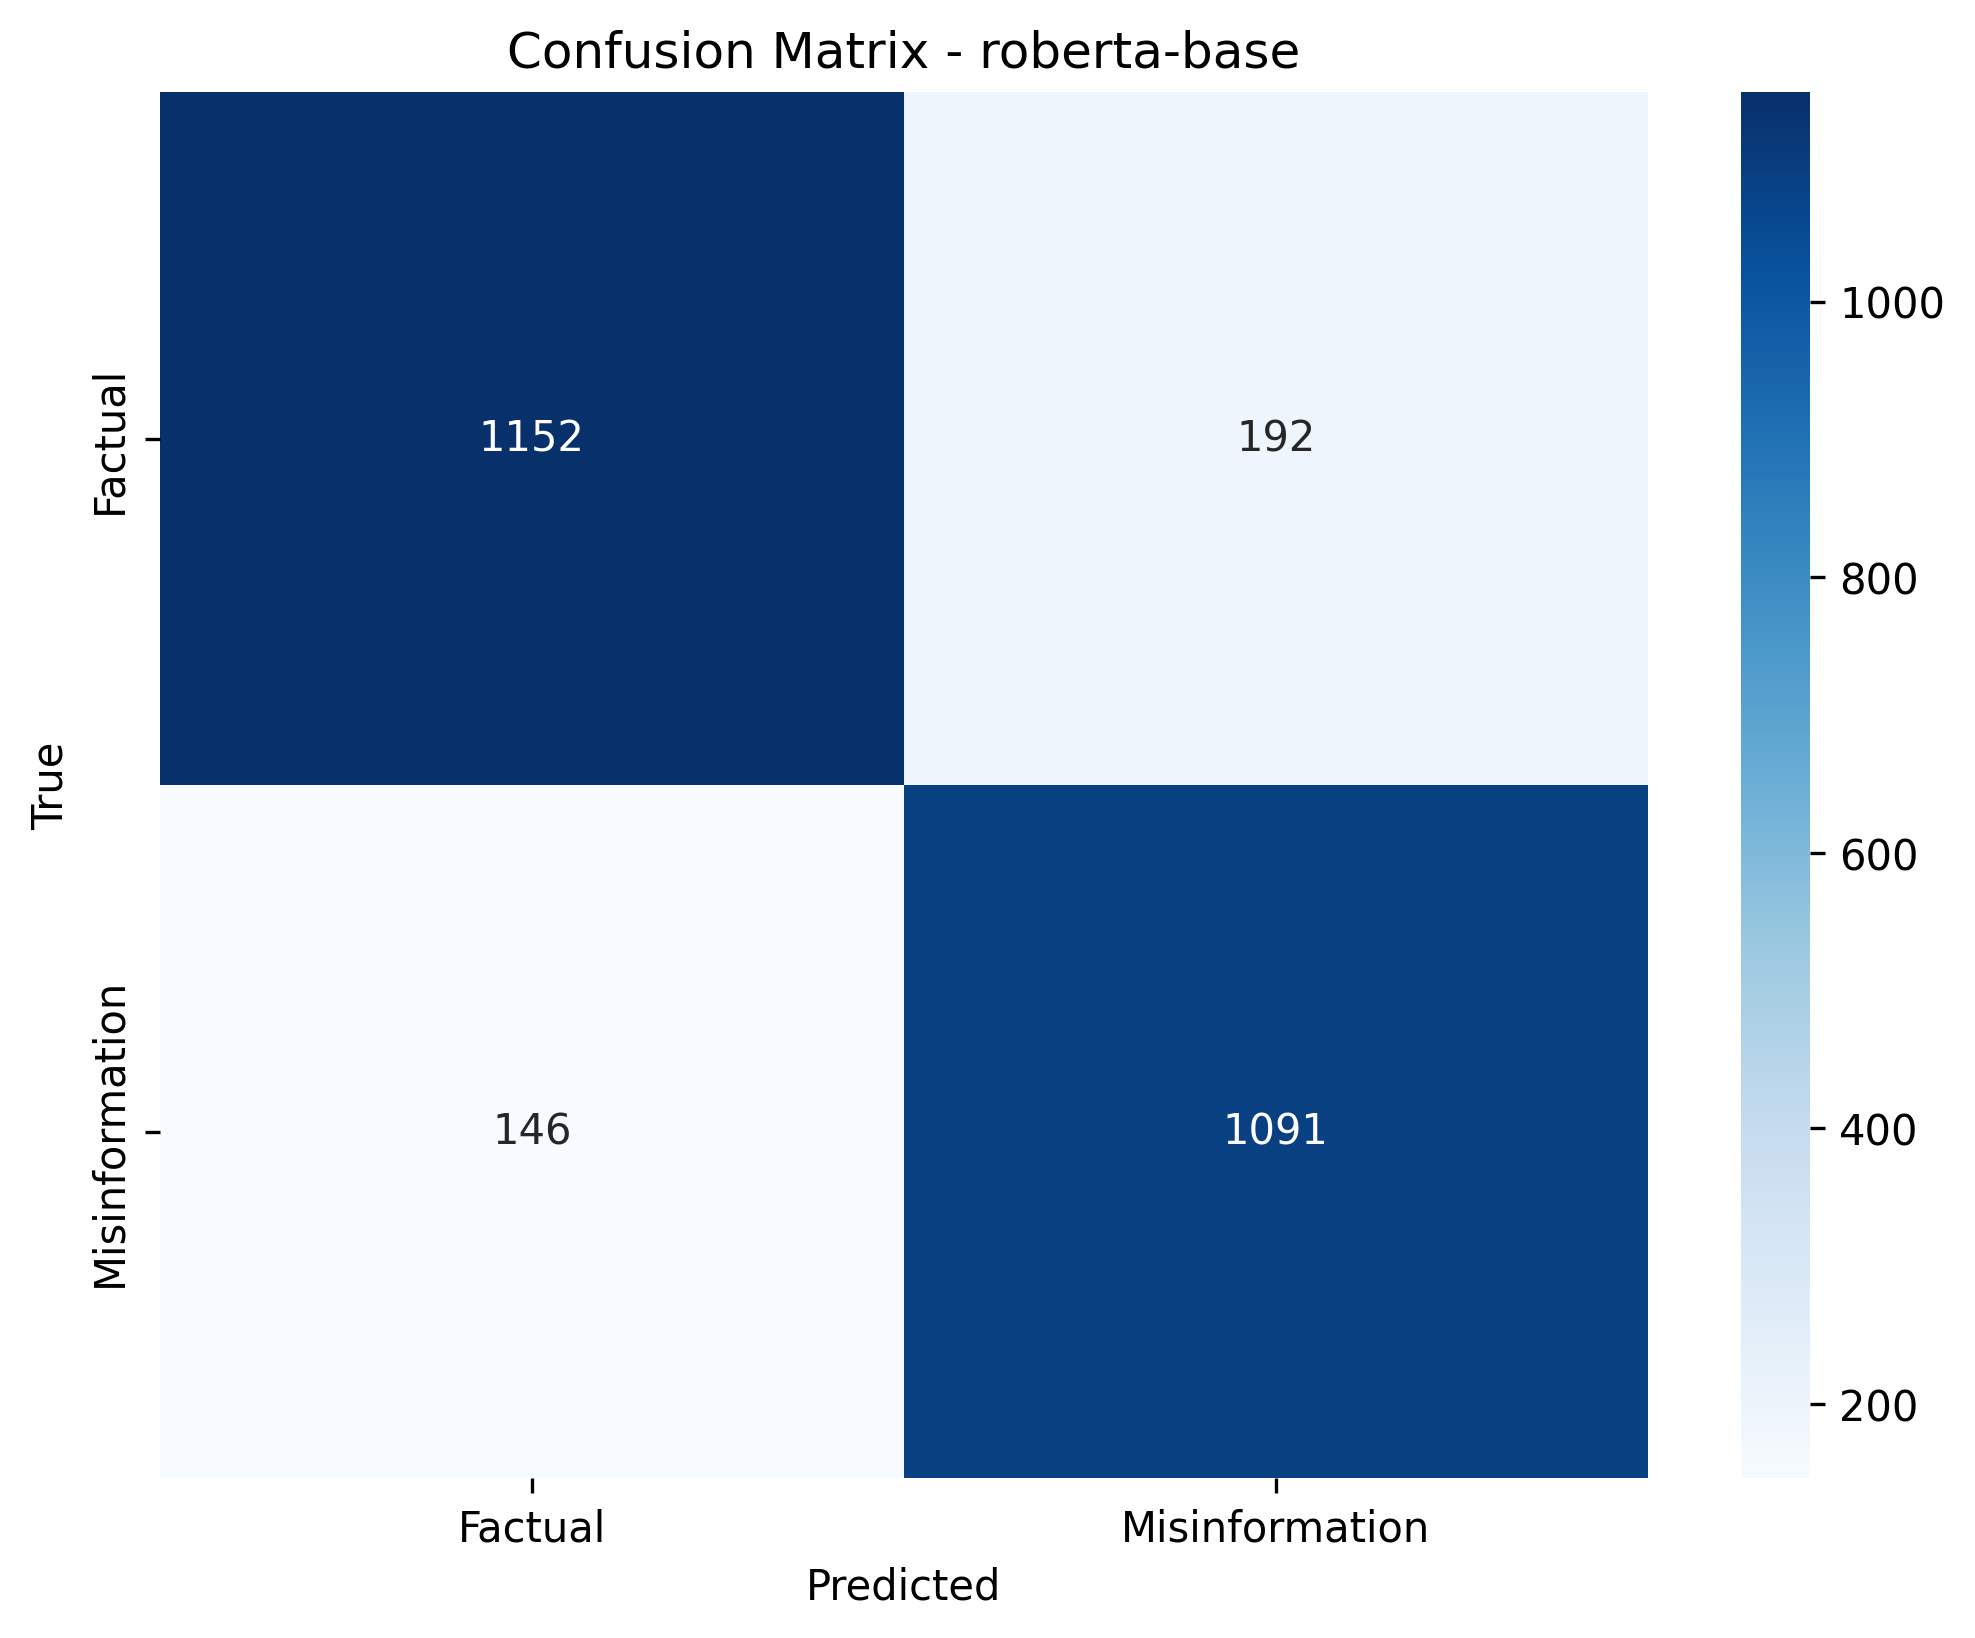 Confusion Matrix - roberta-base
True
Factual
1152
192
Misinformation
146
1091
Factual
Misinformation
Predicted
1000
800
600
400
200